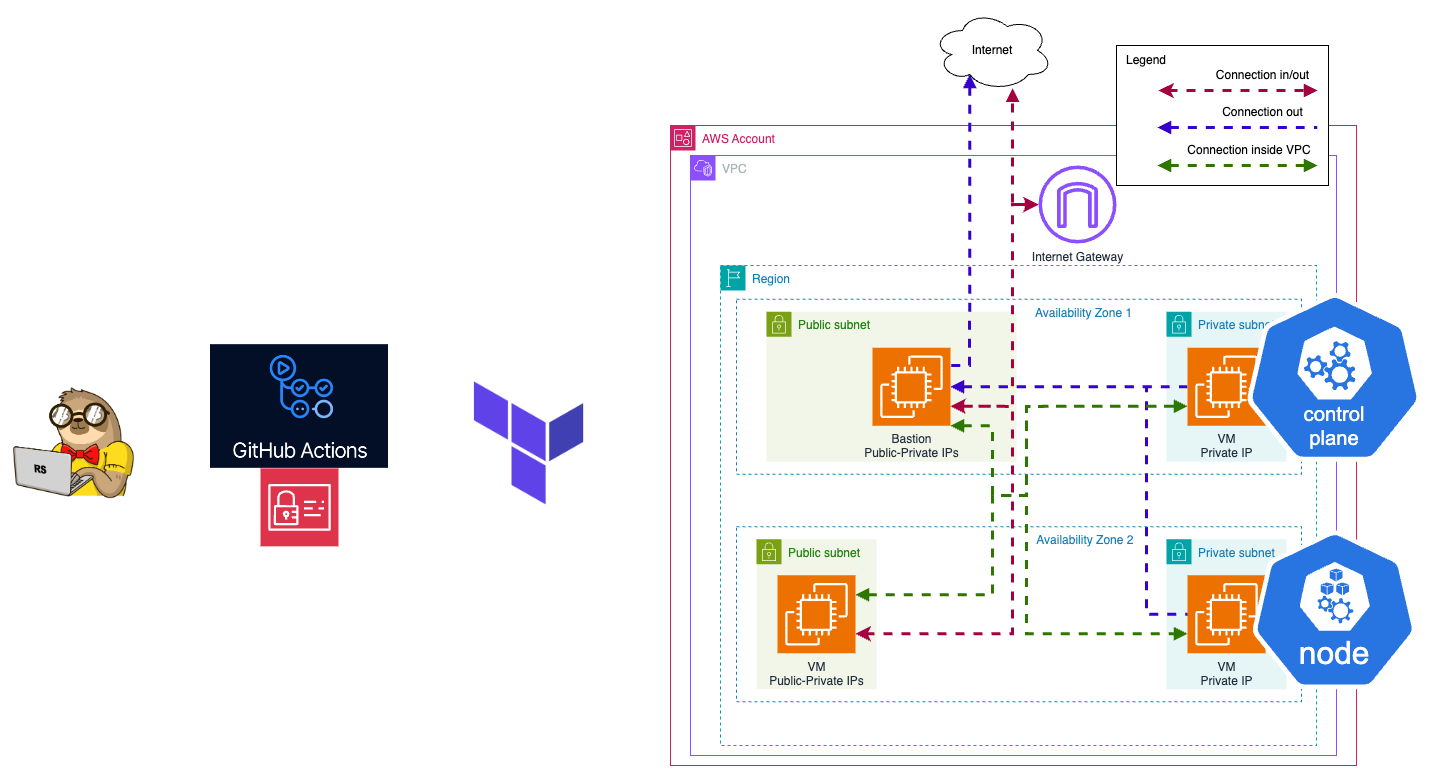 Internet
Legend
Connection in/out
Connection out
Connection inside VPC
AWS Account
VPC
Internet Gateway
Region
Availability Zone 1
Public subnet
Private subne
Bastion
Public-Private IPs
VM
Private IP
control
plane
RS
GitHub Actions
Availability Zone 2
Public subnet
Private subnet
VM
Public-Private IPs
VM
Private IP
node